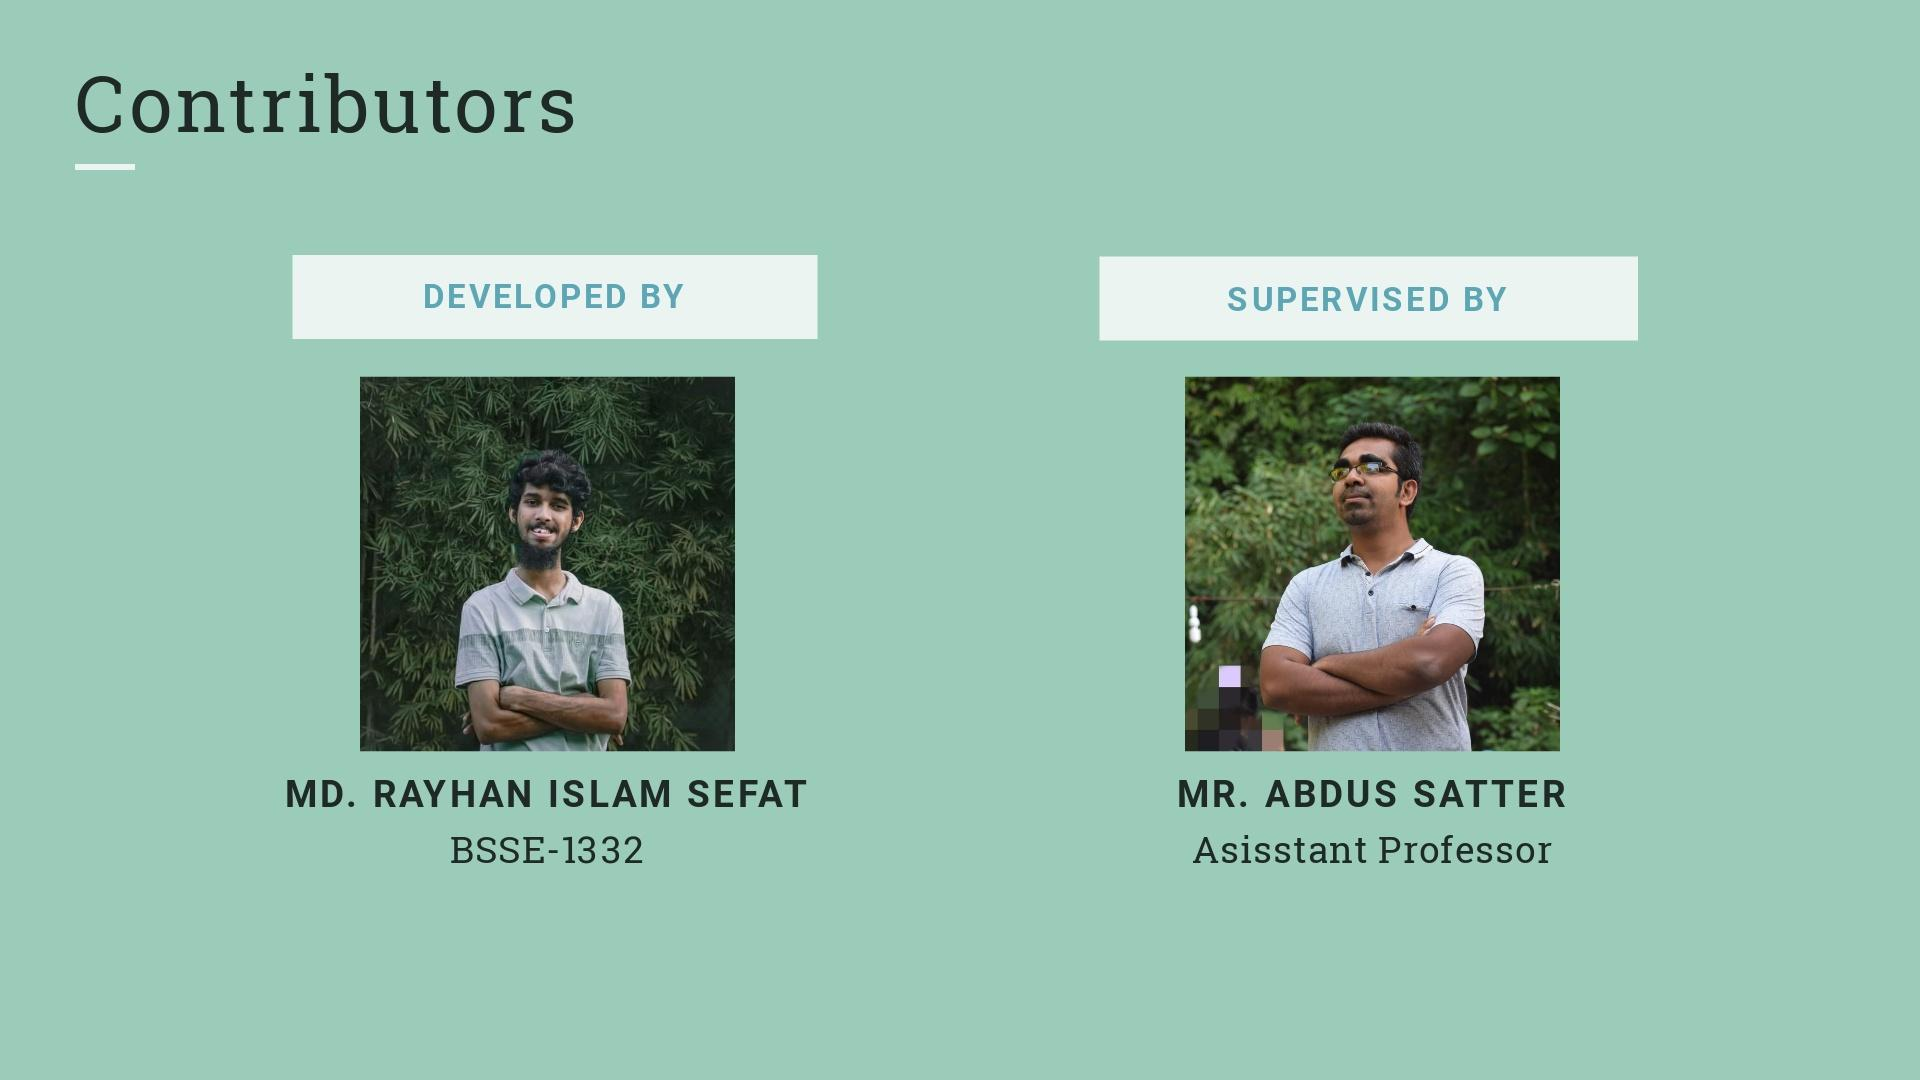 Contributors
DEVELOPED BY
MD. RAYHAN ISLAM SEFAT
BSSE-1332
SUPERVISED BY
MR. ABDUS SATTER
Asisstant Professor